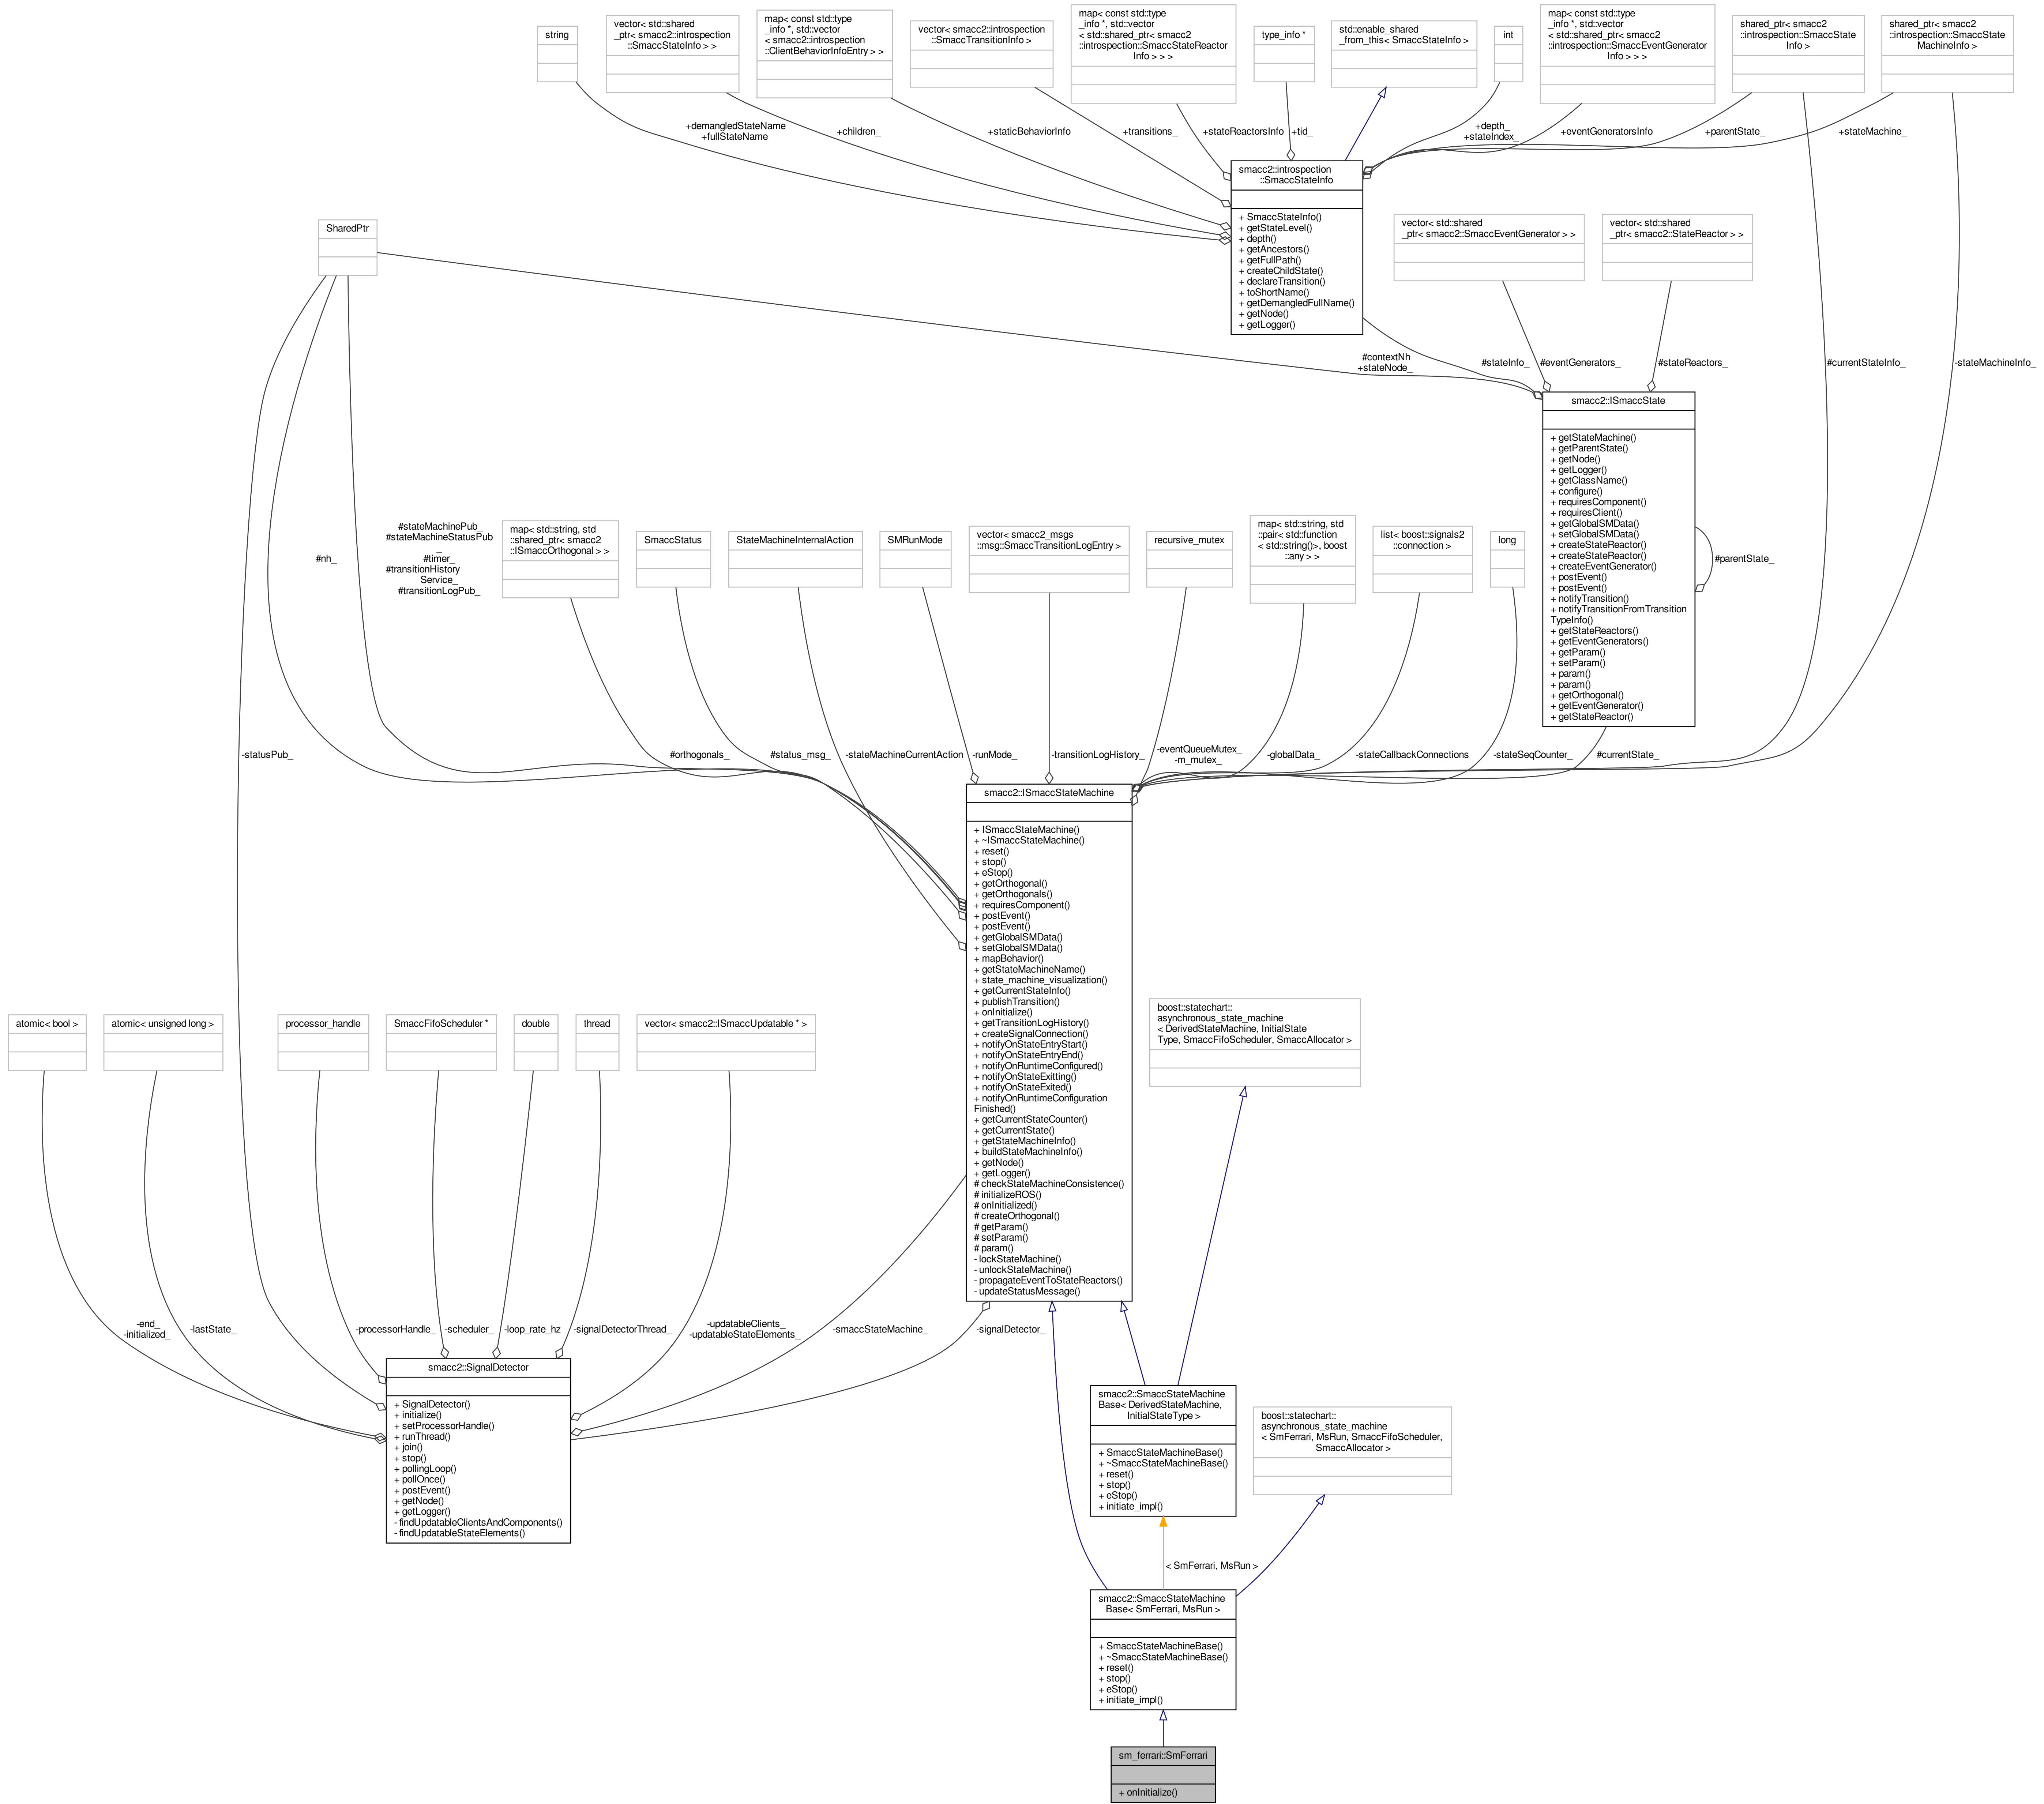 string
vector< std::shared
_ptr< smacc2::introspection
::SmaccStateInfo > >
map< const std::type
_info *, std::vector
< smacc2::introspection
::ClientBehaviorInfoEntry > >
vector< smacc2::introspection
::SmaccTransitionInfo >
map< const std::type
_info *, std::vector
< std::shared_ptr< smacc2
::introspection::SmaccStateReactor
Info > > >
type_info *
std::enable_shared
_from_this< SmaccStateInfo >
int
map< const std::type
_info *, std::vector
< std::shared_ptr< smacc2
::introspection::SmaccEventGenerator
Info > > >
shared_ptr< smacc2
::introspection::SmaccState
Info >
shared_ptr< smacc2
::introspection::SmaccState
MachineInfo >
+demangledStateName
+fullStateName
+children_
+staticBehaviorInfo
+transitions_
+stateReactorsInfo
+tid_
+depth_
+stateIndex_
+eventGeneratorsInfo
+parentState_
+stateMachine_
smacc2::introspection
::SmaccStateInfo
+ SmaccStateInfo()
+ getStateLevel()
+ depth()
+ getAncestors()
+ getFullPath()
+ createChildState()
+ declareTransition()
+ toShortName()
+ getDemangledFullName()
+ getNode()
+ getLogger()
SharedPtr
vector< std::shared
_ptr< smacc2::SmaccEventGenerator > >
vector< std::shared
_ptr< smacc2::StateReactor > >
#contextNh
+stateNode_
#stateInfo_
#eventGenerators_
#stateReactors_
#currentStateInfo_
-stateMachineInfo_
smacc2::ISmaccState
+ getStateMachine()
+ getParentState()
+ getNode()
+ getLogger()
+ getClassName()
+ configure()
+ requiresComponent()
+ requiresClient()
+ getGlobalSMData()
+ setGlobalSMData()
+ createStateReactor()
+ createStateReactor()
+ createEventGenerator()
+ postEvent()
+ postEvent()
+ notifyTransition()
+ notifyTransitionFromTransition
TypeInfo()
+ getStateReactors()
+ getEventGenerators()
+ getParam()
+ setParam()
+ param()
+ param()
+ getOrthogonal()
+ getEventGenerator()
+ getStateReactor()
#parentState_
#nh_
#stateMachinePub_
#stateMachineStatusPub
_
#timer_
#transitionHistory
Service_
#transitionLogPub_
map< std::string, std
::shared_ptr< smacc2
::ISmaccOrthogonal > >
SmaccStatus
StateMachineInternalAction
SMRunMode
vector< smacc2_msgs
::msg::SmaccTransitionLogEntry >
recursive_mutex
map< std::string, std
::pair< std::function
< std::string()>, boost
::any > >
list< boost::signals2
::connection >
long
-statusPub_
#orthogonals_
#status_msg_
-stateMachineCurrentAction
-runMode_
-transitionLogHistory_
-eventQueueMutex_
-m_mutex_
-globalData_
-stateCallbackConnections
-stateSeqCounter_
#currentState_
smacc2::ISmaccStateMachine
+ ISmaccStateMachine()
+ ~ISmaccStateMachine()
+ reset()
+ stop()
+ eStop()
+ getOrthogonal()
+ getOrthogonals()
+ requiresComponent()
+ postEvent()
+ postEvent()
+ getGlobalSMData()
+ setGlobalSMData()
+ mapBehavior()
+ getStateMachineName()
+ state_machine_visualization()
+ getCurrentStateInfo()
+ publishTransition()
+ onInitialize()
+ getTransitionLogHistory()
+ createSignalConnection()
+ notifyOnStateEntryStart()
+ notifyOnStateEntryEnd()
+ notifyOnRuntimeConfigured()
+ notifyOnStateExitting()
+ notifyOnStateExited()
+ notifyOnRuntimeConfiguration
Finished()
+ getCurrentStateCounter()
+ getCurrentState()
+ getStateMachineInfo()
+ buildStateMachineInfo()
+ getNode()
+ getLogger()
# checkStateMachineConsistence()
# initializeROS()
# onInitialized()
# createOrthogonal()
# getParam()
# setParam()
# param()
- lockStateMachine()
- unlockStateMachine()
- propagateEventToStateReactors()
- updateStatusMessage()
atomic< bool >
atomic< unsigned long >
processor_handle
SmaccFifoScheduler *
double
thread
vector< smacc2::ISmaccUpdatable * >
boost::statechart::
asynchronous_state_machine
< DerivedStateMachine, InitialState
Type, SmaccFifoScheduler, SmaccAllocator >
-end_
-initialized_
-lastState_
-processorHandle_
-scheduler_
-loop_rate_hz
-signalDetectorThread_
-updatableClients_
-updatableStateElements_
-smaccStateMachine_
-signalDetector_
smacc2::SignalDetector
+ SignalDetector()
+ initialize()
+ setProcessorHandle()
+ runThread()
+ join()
+ stop()
+ pollingLoop()
+ pollOnce()
+ postEvent()
+ getNode()
+ getLogger()
- findUpdatableClientsAndComponents()
- findUpdatableStateElements()
smacc2::SmaccStateMachine
Base< DerivedStateMachine,
InitialStateType >
+ SmaccStateMachineBase()
+ ~SmaccStateMachineBase()
+ reset()
+ stop()
+ eStop()
+ initiate_impl()
boost::statechart::
asynchronous_state_machine
< SmFerrari, MsRun, SmaccFifoScheduler,
SmaccAllocator >
< SmFerrari, MsRun >
smacc2::SmaccStateMachine
Base< SmFerrari, MsRun >
+ SmaccStateMachineBase()
+ ~SmaccStateMachineBase()
+ reset()
+ stop()
+ eStop()
+ initiate_impl()
sm_ferrari::SmFerrari
+ onInitialize()